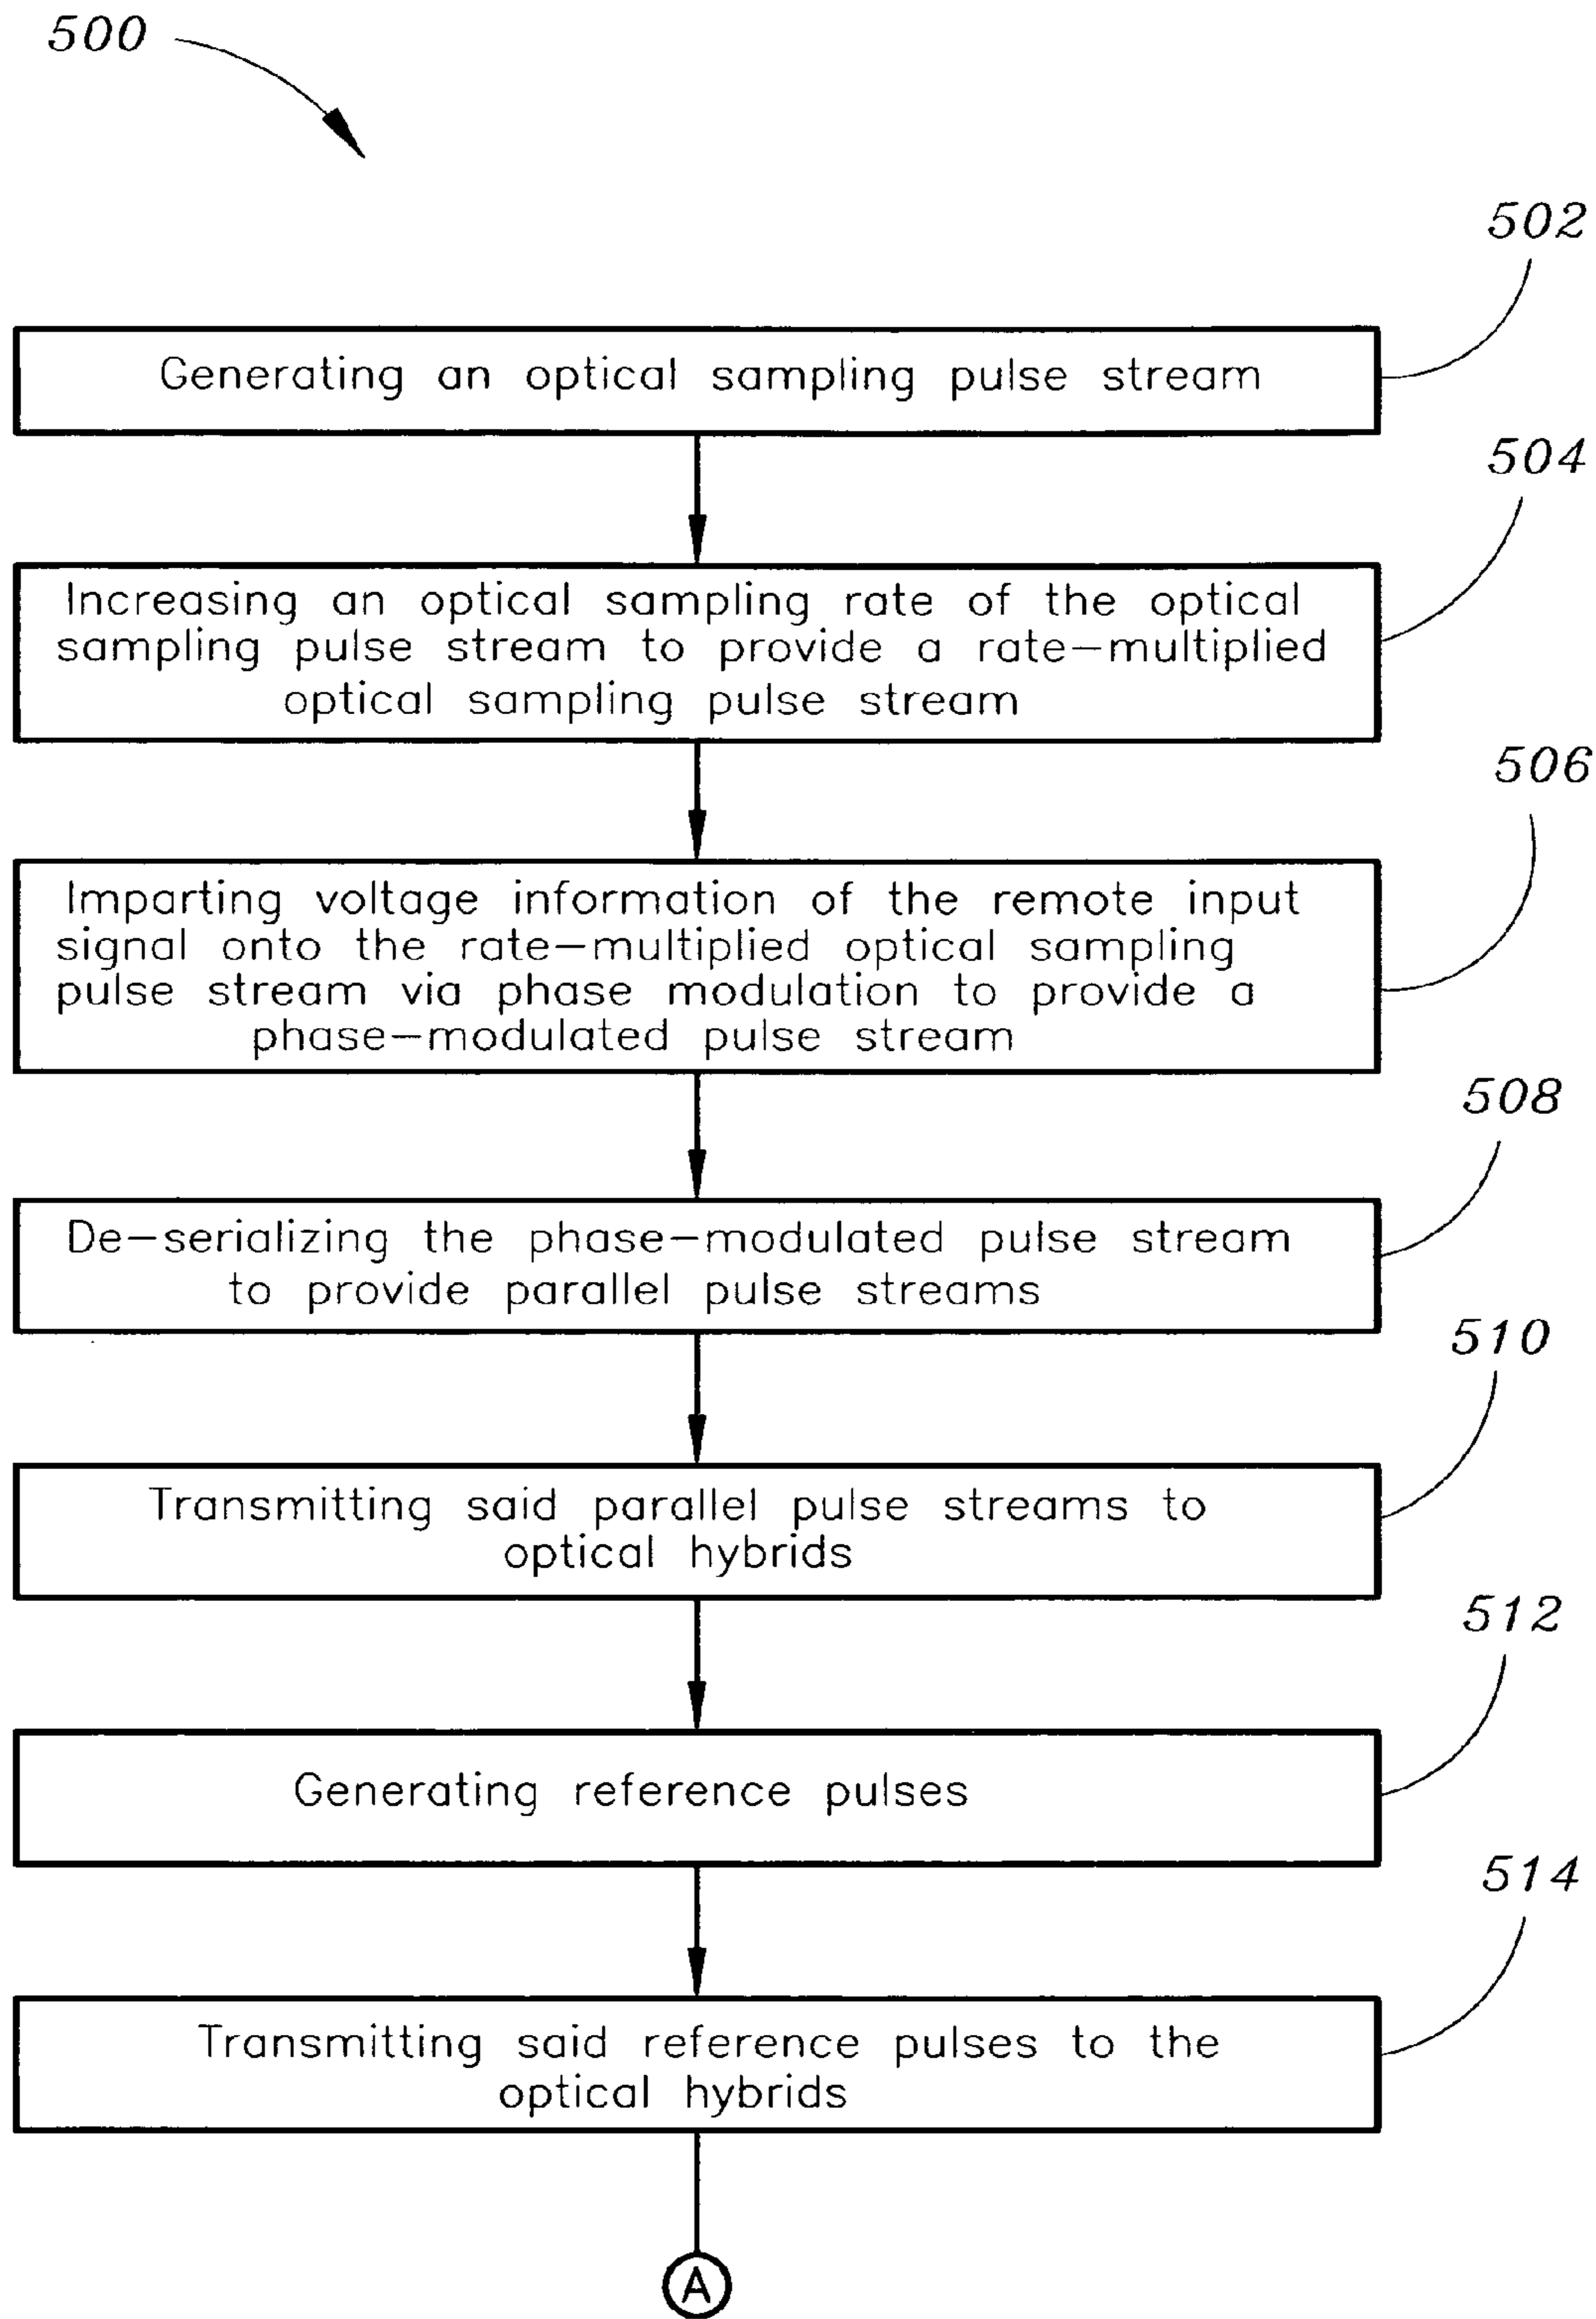 500
502
Generating an optical sampling pulse stream
504
Increasing an optical sampling rate of the optical
sampling pulse stream to provide a rate-multiplied
optical sampling pulse stream
506
Imparting voltage information of the remote input
signal onto the rate-multiplied optical sampling
pulse stream via phase modulation to provide a
phase-modulated pulse stream
508
De-serializing the phase-modulated pulse stream
to provide parallel pulse streams
510
Transmitting said parallel pulse streams to
optical hybrids
512
Generating reference pulses
514
Transmitting said reference pulses to the
optical hybrids
A